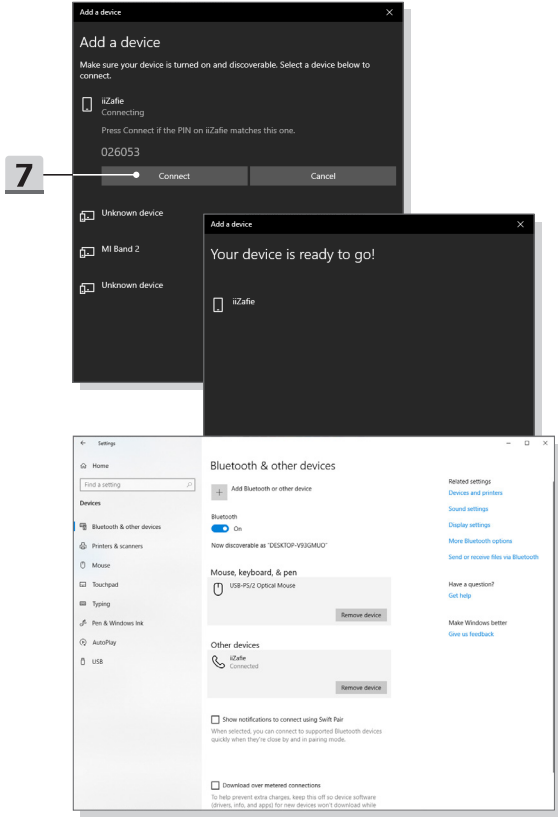 Add a device
Add a device
Make sure your device is turned on and discoverable. Select a device below to
connect.
iiZafie
Connecting
Press Connect if the PIN on iiZafie matches this one.
026053
7
Connect
Cancel
Unknown device
MI Band 2
Unknown device
Add a device
Your device is ready to go!
iiZafie
Settings
Home
Find a setting
Devices
Bluetooth & other devices
Printers & scanners
Mouse
Touchpad
Typing
Pen & Windows Ink
AutoPlay
USB
Bluetooth & other devices
Add Bluetooth or other device
Bluetooth
On
Now discoverable as "DESKTOP-V93GMUO"
Mouse, keyboard, & pen
USB-PS/2 Optical Mouse
Remove device
Other devices
iiZafie
Connected
Remove device
Show notifications to connect using Swift Pair
When selected, you can connect to supported Bluetooth devices
quickly when they're close by and in pairing mode.
Download over metered connections
To help prevent extra charges, keep this off so device software
(drivers, info, and apps) for new devices won't download while
Related settings
Devices and printers
Sound settings
Display settings
More Bluetooth options
Send or receive files via Bluetooth
Have a question?
Get help
Make Windows better
Give us feedback